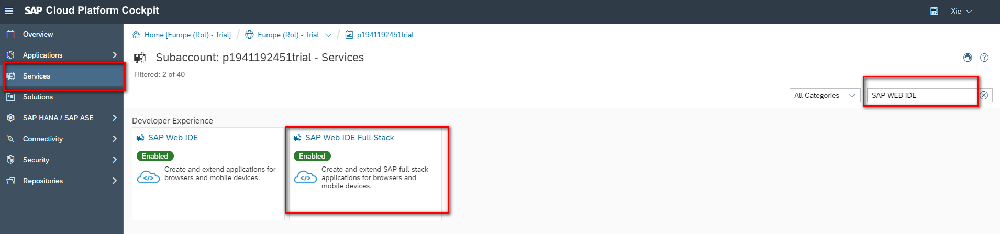 SAP Cloud Platform Cockpit
Xie
Overview
Applications
Services
Solutions
SAP HANA / SAP ASE
Connectivity
Security
Repositories
Home [Europe (Rot) - Trial] / Europe (Rot) - Trial / p1941192451trial
Subaccount: p1941192451trial - Services
Filtered: 2 of 40
All Categories
SAP WEB IDE
Developer Experience
SAP Web IDE
Enabled
Create and extend applications for
browsers and mobile devices.
SAP Web IDE Full-Stack
Enabled
Create and extend SAP full-stack
applications for browsers and
mobile devices.